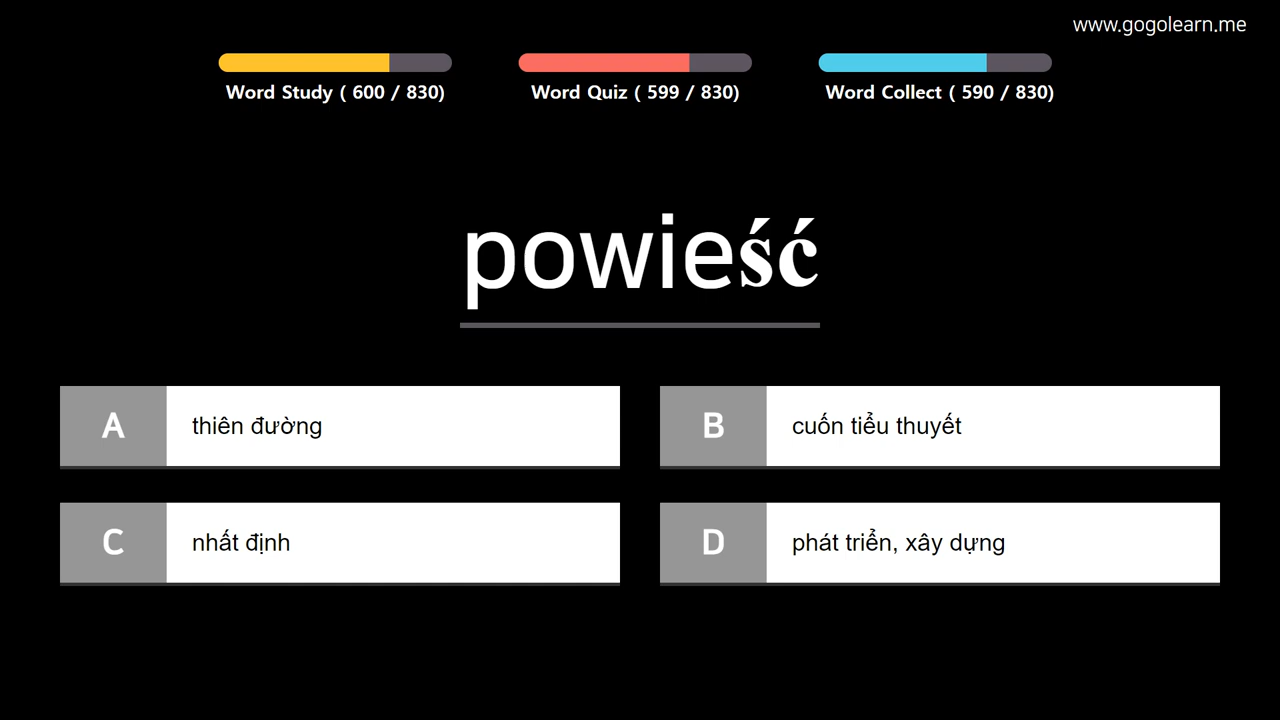 www.gogolearn.me
Word Study ( 600 / 830)
Word Quiz ( 599 / 830)
Word Collect ( 590 / 830)
powieść
A
thiên đường
B
cuốn tiểu thuyết
C
nhất định
D
phát triển, xây dựng